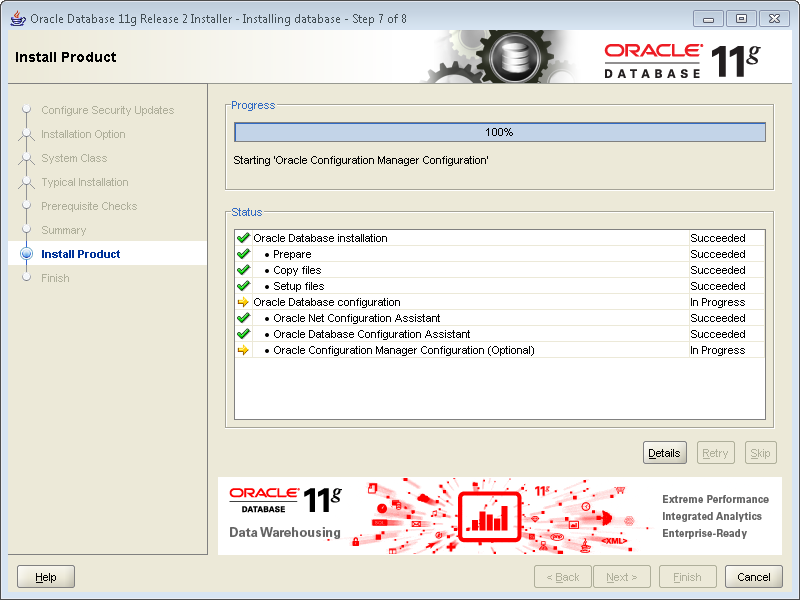 Oracle Database 11g Release 2 Installer - Installing database - Step 7 of 8
Install Product
ORACLE®
DATABASE 11g
Configure Security Updates
Installation Option
System Class
Typical Installation
Prerequisite Checks
Summary
Install Product
Finish
Progress
100%
Starting 'Oracle Configuration Manager Configuration'
Status
Oracle Database installation Succeeded
• Prepare Succeeded
• Copy files Succeeded
• Setup files Succeeded
Oracle Database configuration In Progress
• Oracle Net Configuration Assistant Succeeded
• Oracle Database Configuration Assistant Succeeded
• Oracle Configuration Manager Configuration (Optional) In Progress
Details Retry Skip
ORACLE®
DATABASE 11g
Data Warehousing
11g
<XML>
Extreme Performance
Integrated Analytics
Enterprise-Ready
Help < Back Next > Finish Cancel